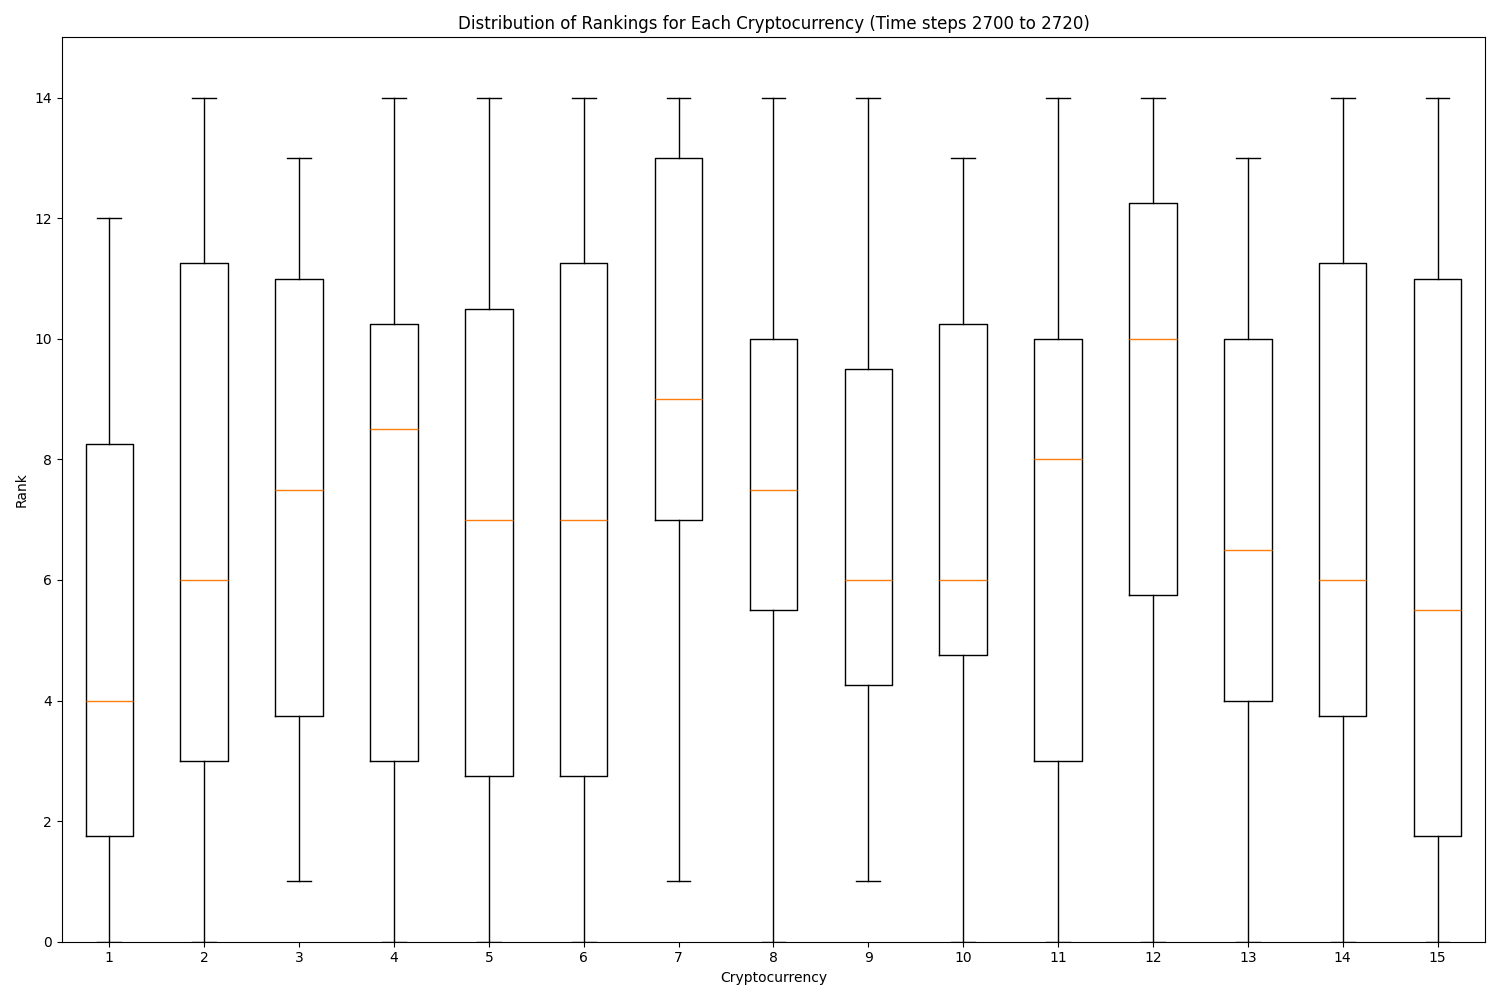 Distribution of Rankings for Each Cryptocurrency (Time steps 2700 to 2720)
14
12
10
8
6
4
2
0
Rank
1 2 3 4 5 6 7 8 9 10 11 12 13 14 15
Cryptocurrency